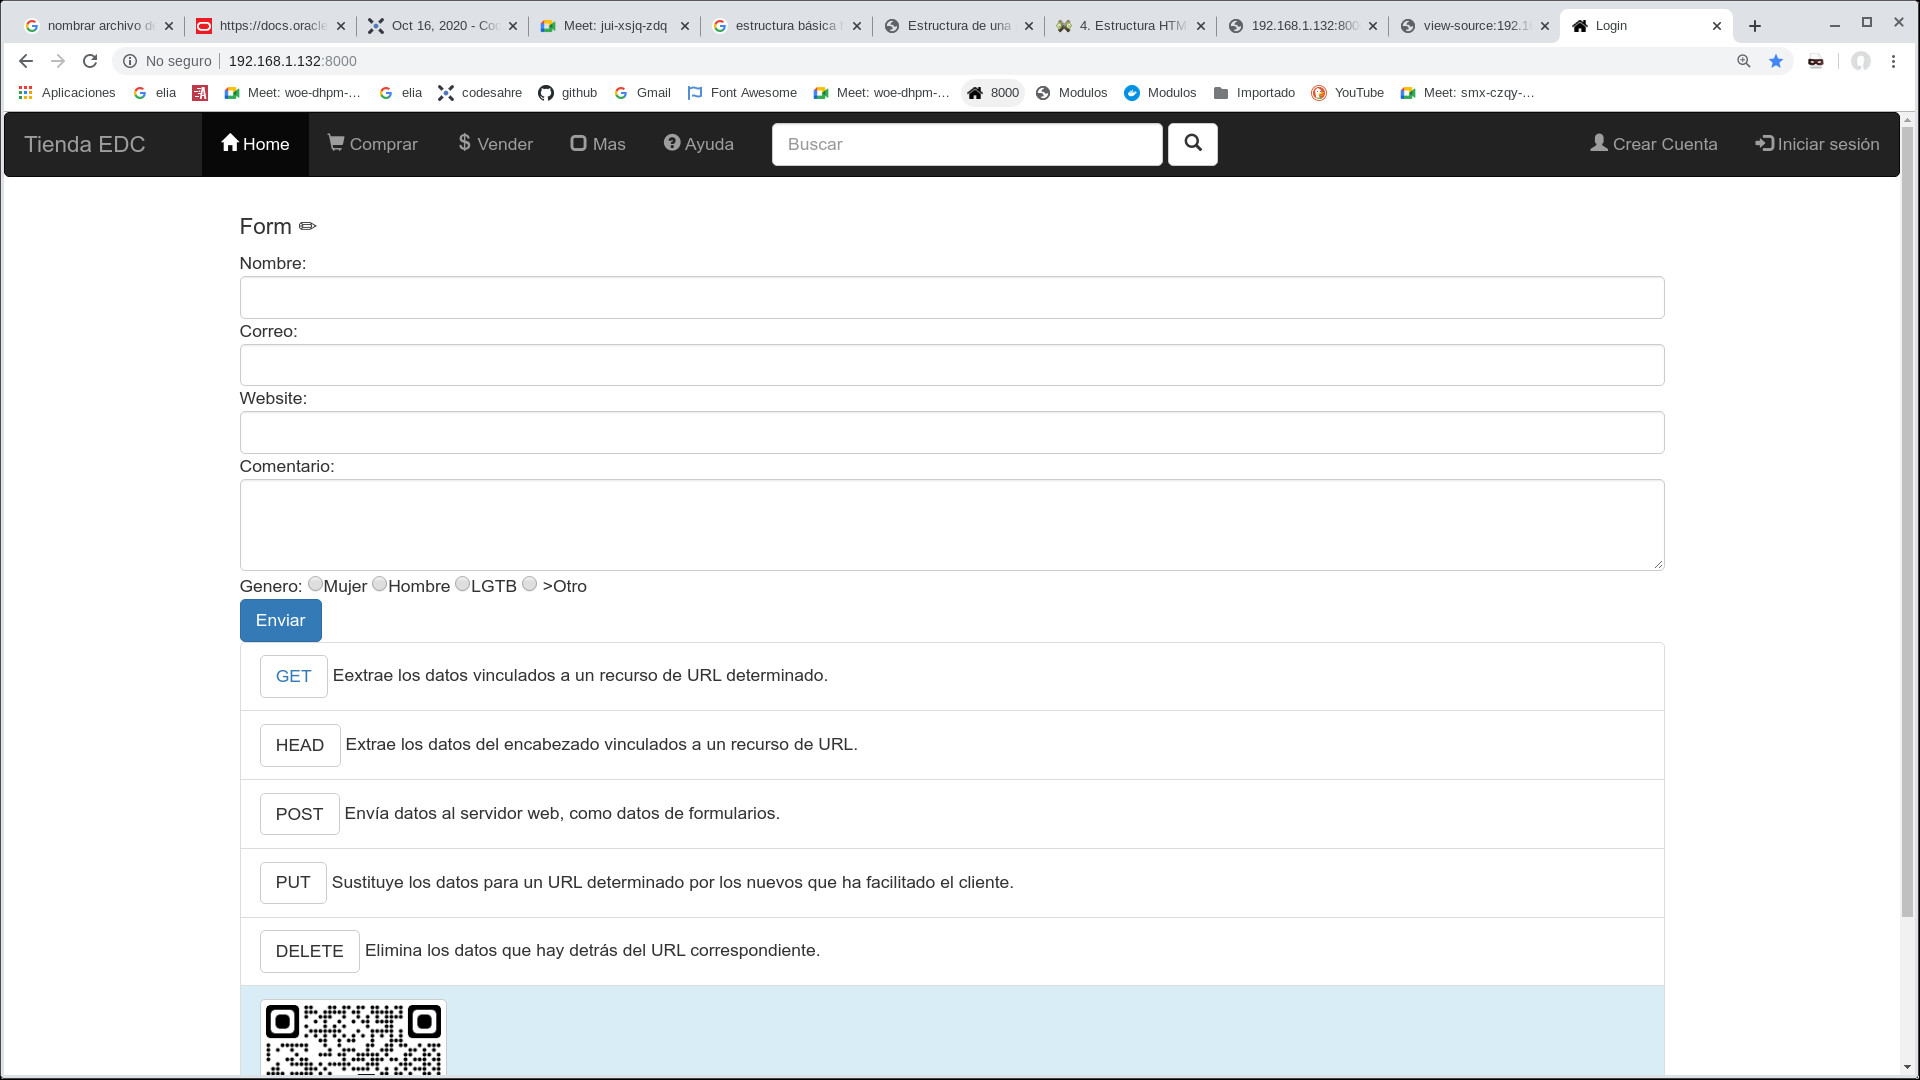 nombrar archivo d
https://docs.oracle
Oct 16, 2020 - Co
Meet: jui-xsjq-zdq
estructura básica
Estructura de una
4. Estructura HTM
192.168.1.132:800
view-source:192.1
Login
No seguro
192.168.1.132:8000
Aplicaciones
elia
Meet: woe-dhpm-...
elia
codesahre
github
Gmail
Font Awesome
Meet: woe-dhpm-...
8000
Modulos
Modulos
Importado
YouTube
Meet: smx-czqy-...
Tienda EDC
Home
Comprar
$ Vender
Mas
Ayuda
Buscar
Crear Cuenta
Iniciar sesión
Form ✏
Nombre:
Correo:
Website:
Comentario:
Genero: Mujer Hombre LGTB >Otro
Enviar
GET Eextrae los datos vinculados a un recurso de URL determinado.
HEAD Extrae los datos del encabezado vinculados a un recurso de URL.
POST Envía datos al servidor web, como datos de formularios.
PUT Sustituye los datos para un URL determinado por los nuevos que ha facilitado el cliente.
DELETE Elimina los datos que hay detrás del URL correspondiente.